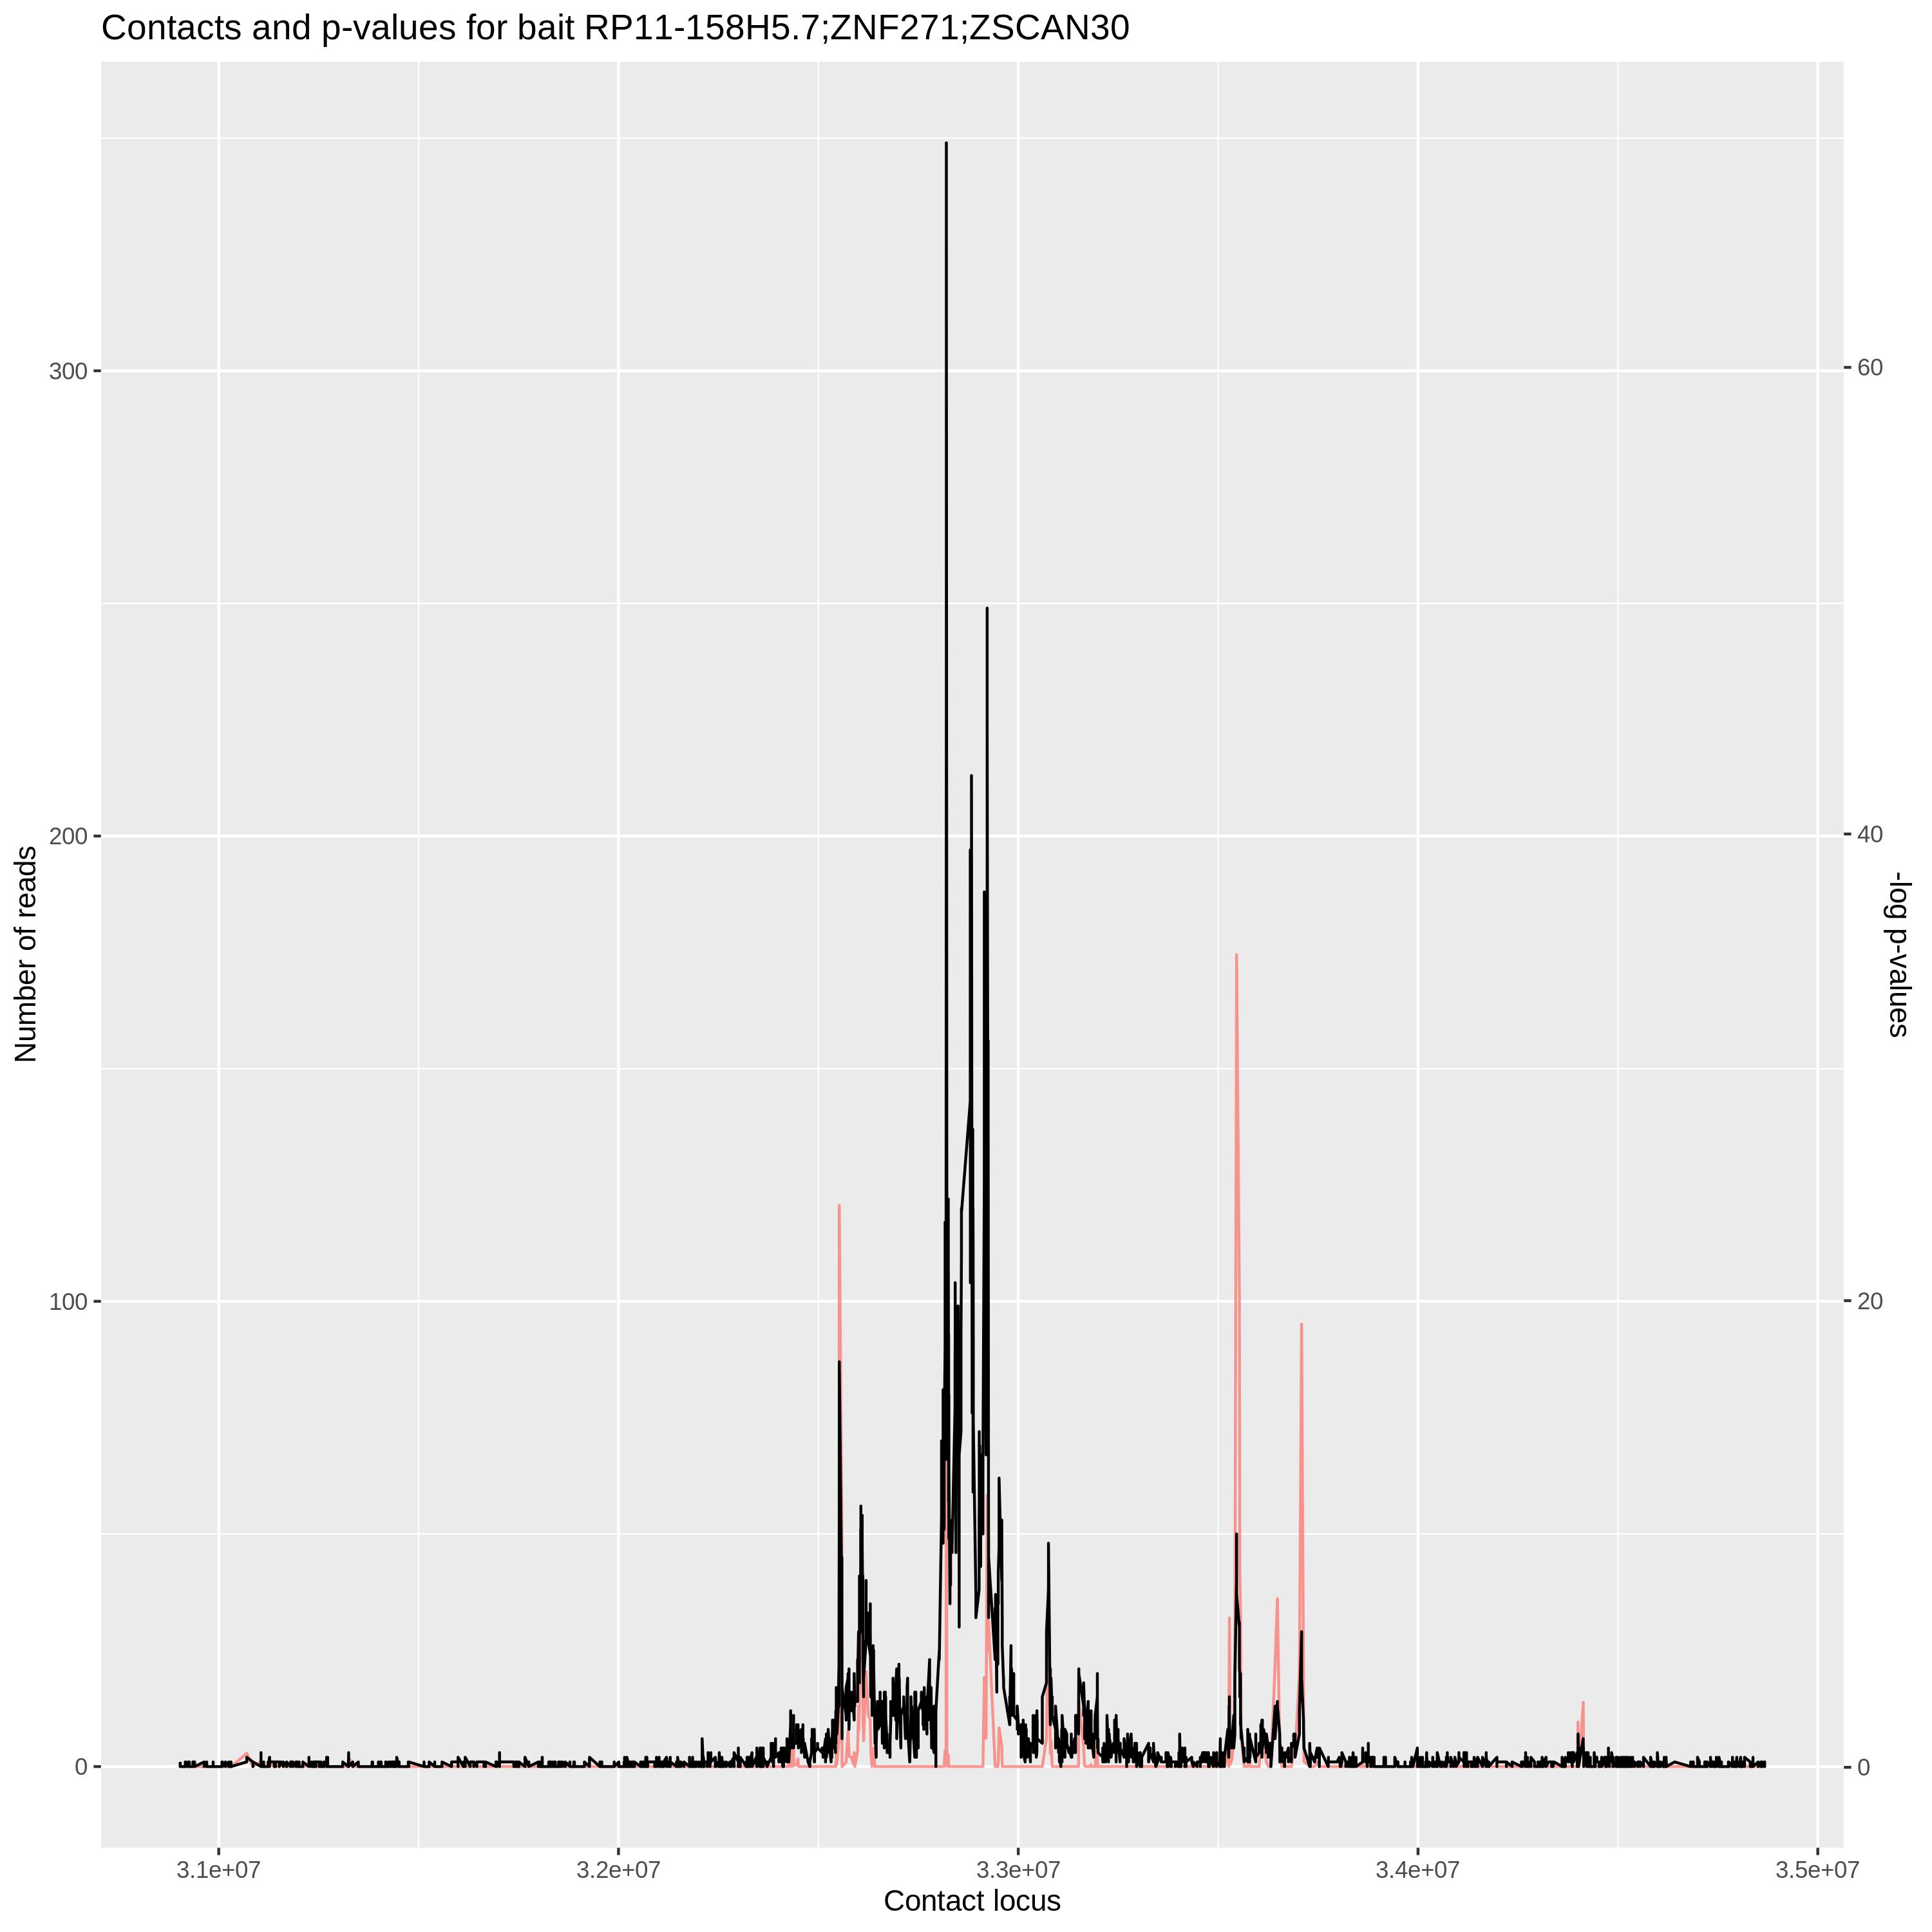 Contacts and p-values for bait RP11-158H5.7;ZNF271;ZSCAN30
Number of reads
300
200
100
0
60
40
20
0
-log p-values
3.1e+07 3.2e+07 3.3e+07 3.4e+07 3.5e+07
Contact locus